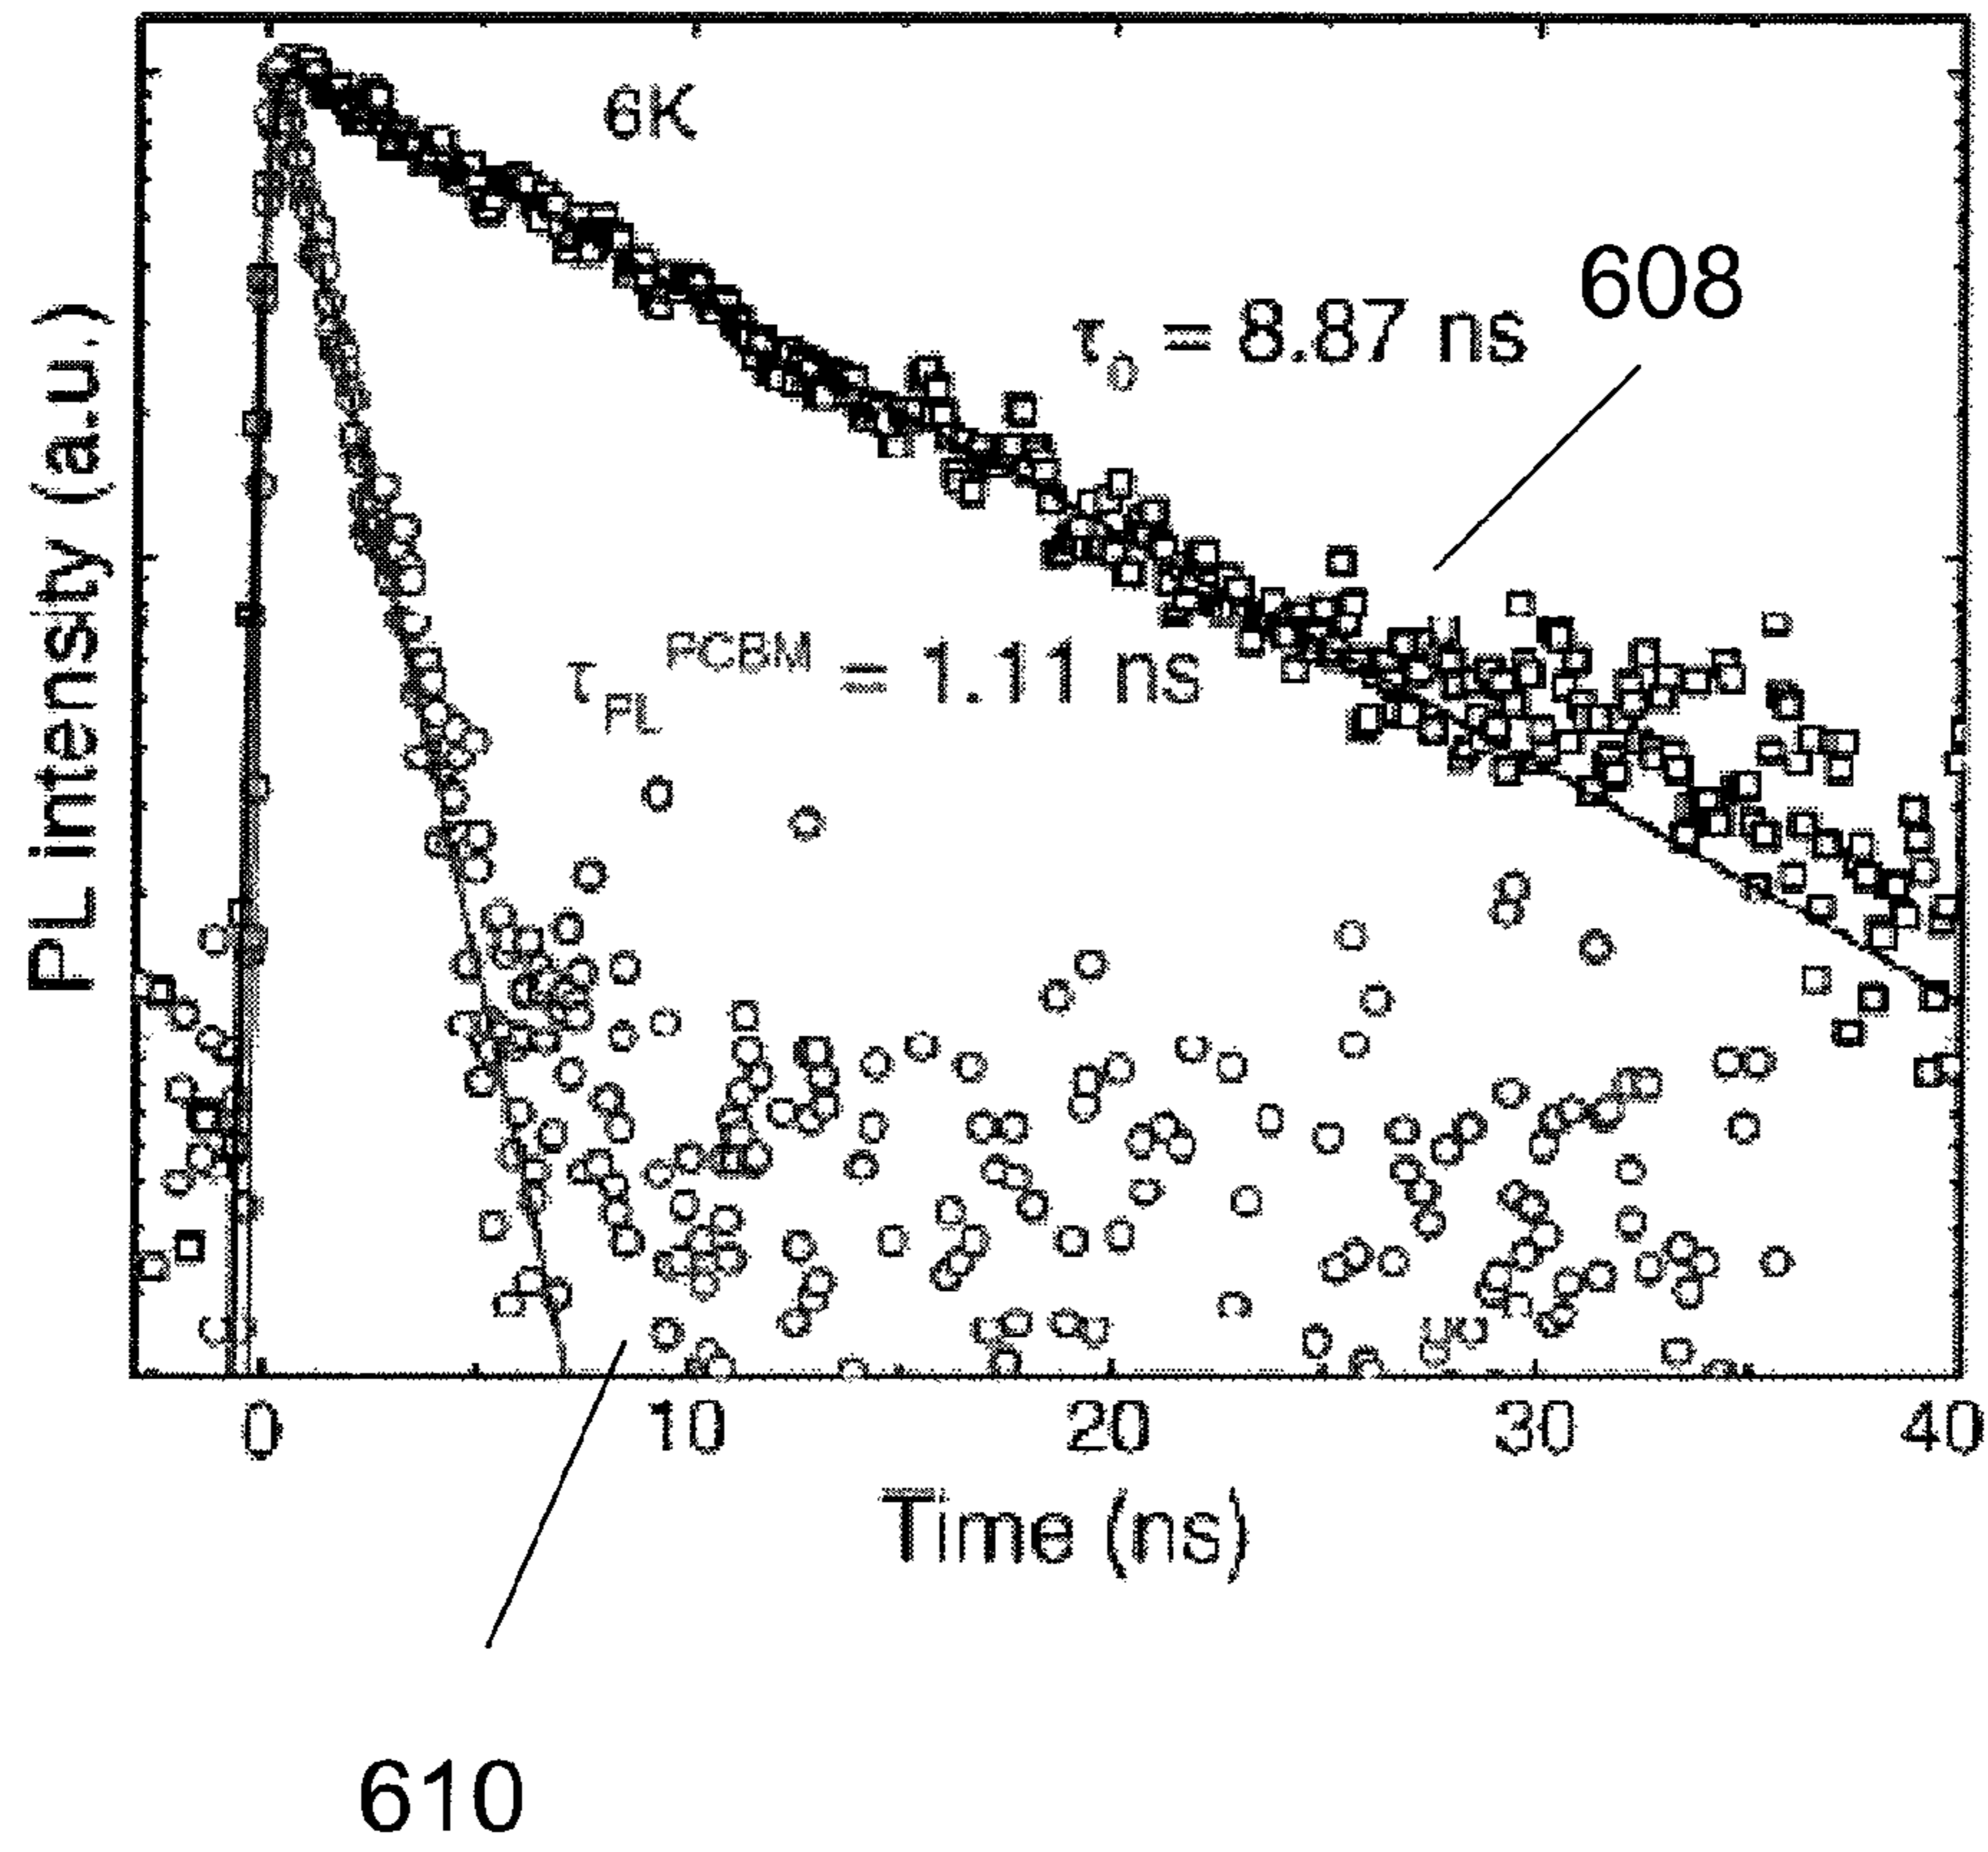 6K
608
τ0 = 8.87 ns
τPL PCBM = 1.11 ns
PL intensity (a.u.)
0 10 20 30 40
Time (ns)
610